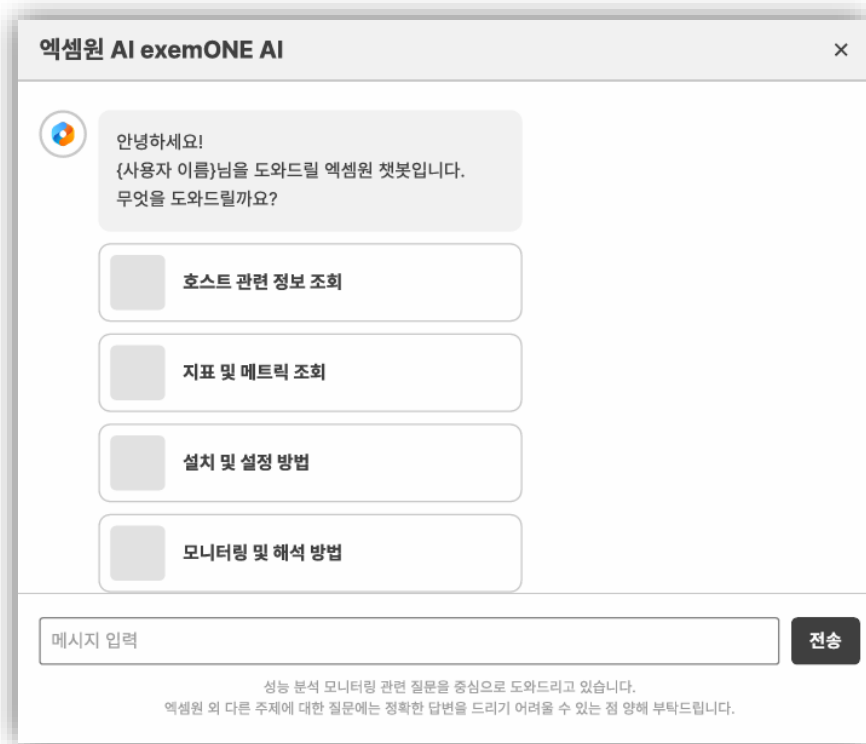 엑셈원 AI exemONE AI
×
안녕하세요!
{사용자 이름}님을 도와드릴 엑셈원 챗봇입니다.
무엇을 도와드릴까요?
호스트 관련 정보 조회
지표 및 메트릭 조회
설치 및 설정 방법
모니터링 및 해석 방법
메시지 입력
전송
성능 분석 모니터링 관련 질문을 중심으로 도와드리고 있습니다.
엑셈원 외 다른 주제에 대한 질문에는 정확한 답변을 드리기 어려울 수 있는 점 양해 부탁드립니다.